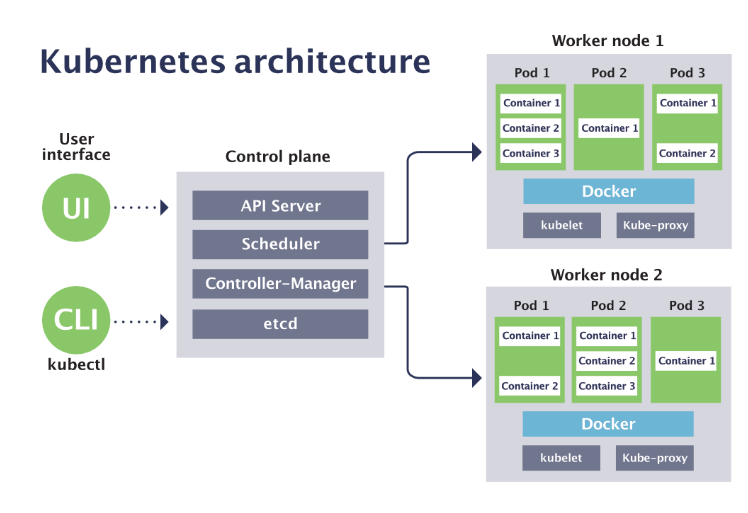 Kubernetes architecture
User
interface
UI
CLI
kubectl
Control plane
API Server
Scheduler
Controller-Manager
etcd
Worker node 1
Pod 1
Container 1
Container 2
Container 3
Pod 2
Container 1
Pod 3
Container 1
Container 2
Docker
kubelet
Kube-proxy
Worker node 2
Pod 1
Container 1
Container 2
Pod 2
Container 1
Container 2
Container 3
Pod 3
Container 1
Docker
kubelet
Kube-proxy